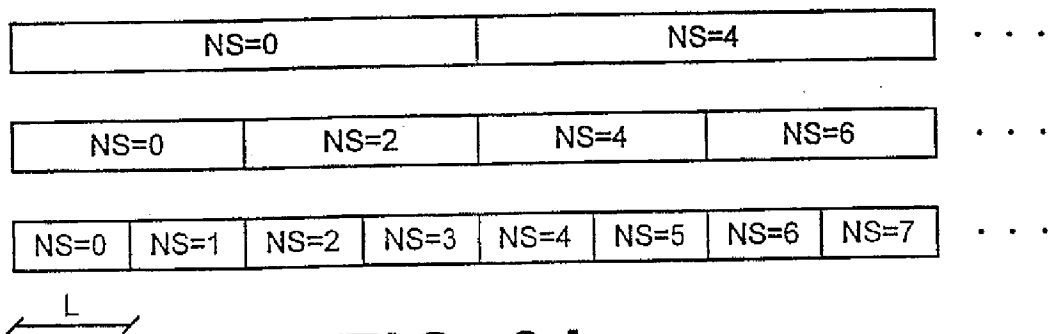 NS=0 NS=4 . . .
NS=0 NS=2 NS=4 NS=6 . . .
NS=0 NS=1 NS=2 NS=3 NS=4 NS=5 NS=6 NS=7 . . .
L